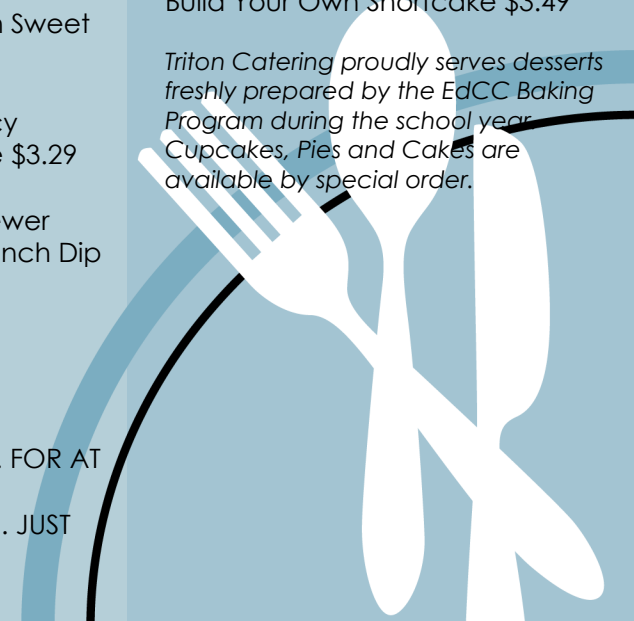 Sweet
cy
$3.29
wer
nch Dip
FOR AT
. JUST
Build Your Own Shortcake $3.49
Triton Catering proudly serves desserts
freshly prepared by the EdCC Baking
Program during the school year.
Cupcakes, Pies and Cakes are
available by special order.